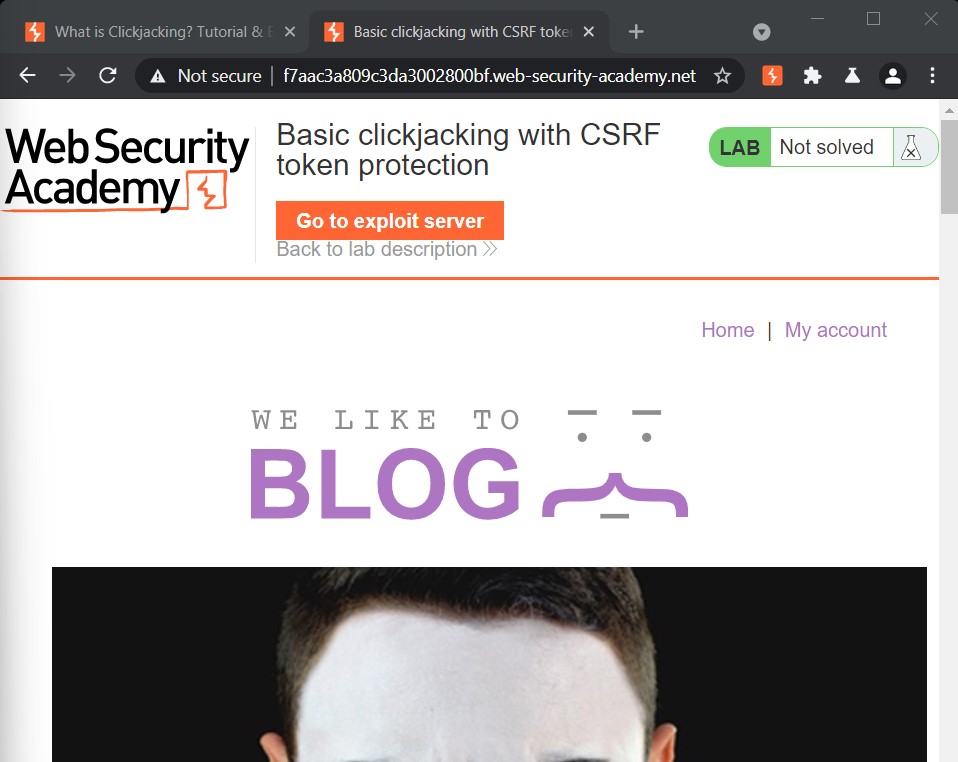 What is Clickjacking? Tutorial &
Basic clickjacking with CSRF toke
Not secure
f7aac3a809c3da3002800bf.web-security-academy.net
Web Security
Academy
Basic clickjacking with CSRF
token protection
LAB
Not solved
Go to exploit server
Back to lab description
Home | My account
WE LIKE TO
BLOG